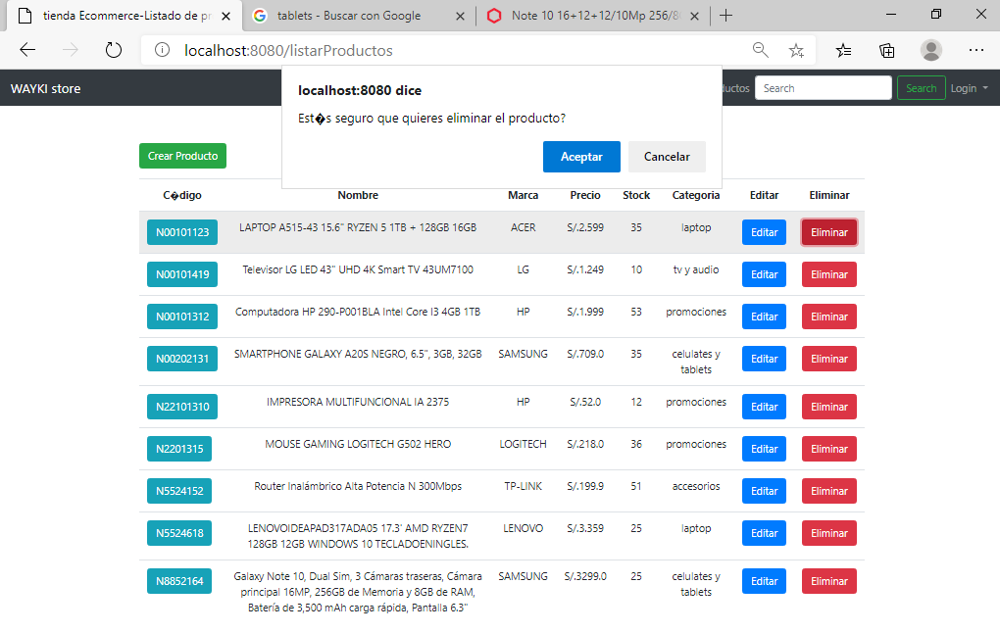 tienda Ecommerce-Listado de pr
tablets - Buscar con Google
Note 10 16+12+12/10Mp 256/8
localhost:8080/listarProductos
WAYKI store
ductos
Search
Search
Login
localhost:8080 dice
Est�s seguro que quieres eliminar el producto?
Aceptar
Cancelar
Crear Producto
C�digo Nombre Marca Precio Stock Categoria Editar Eliminar
N00101123 LAPTOP A515-43 15.6" RYZEN 5 1TB + 128GB 16GB ACER S/.2.599 35 laptop Editar Eliminar
N00101419 Televisor LG LED 43" UHD 4K Smart TV 43UM7100 LG S/.1.249 10 tv y audio Editar Eliminar
N00101312 Computadora HP 290-P001BLA Intel Core I3 4GB 1TB HP S/.1.999 53 promociones Editar Eliminar
N00202131 SMARTPHONE GALAXY A20S NEGRO, 6.5", 3GB, 32GB SAMSUNG S/.709.0 35 celulates y Editar Eliminar
tablets
N22101310 IMPRESORA MULTIFUNCIONAL IA 2375 HP S/.52.0 12 promociones Editar Eliminar
N2201315 MOUSE GAMING LOGITECH G502 HERO LOGITECH S/.218.0 36 promociones Editar Eliminar
N5524152 Router Inalámbrico Alta Potencia N 300Mbps TP-LINK S/.199.9 51 accesorios Editar Eliminar
N5524618 LENOVOIDEAPAD317ADA05 17.3' AMD RYZEN7 LENOVO S/.3.359 25 laptop Editar Eliminar
128GB 12GB WINDOWS 10 TECLADOENINGLES.
N8852164 Galaxy Note 10, Dual Sim, 3 Cámaras traseras, Cámara SAMSUNG S/.3299.0 25 celulates y Editar Eliminar
principal 16MP, 256GB de Memoria y 8GB de RAM, tablets
Batería de 3,500 mAh carga rápida, Pantalla 6.3"